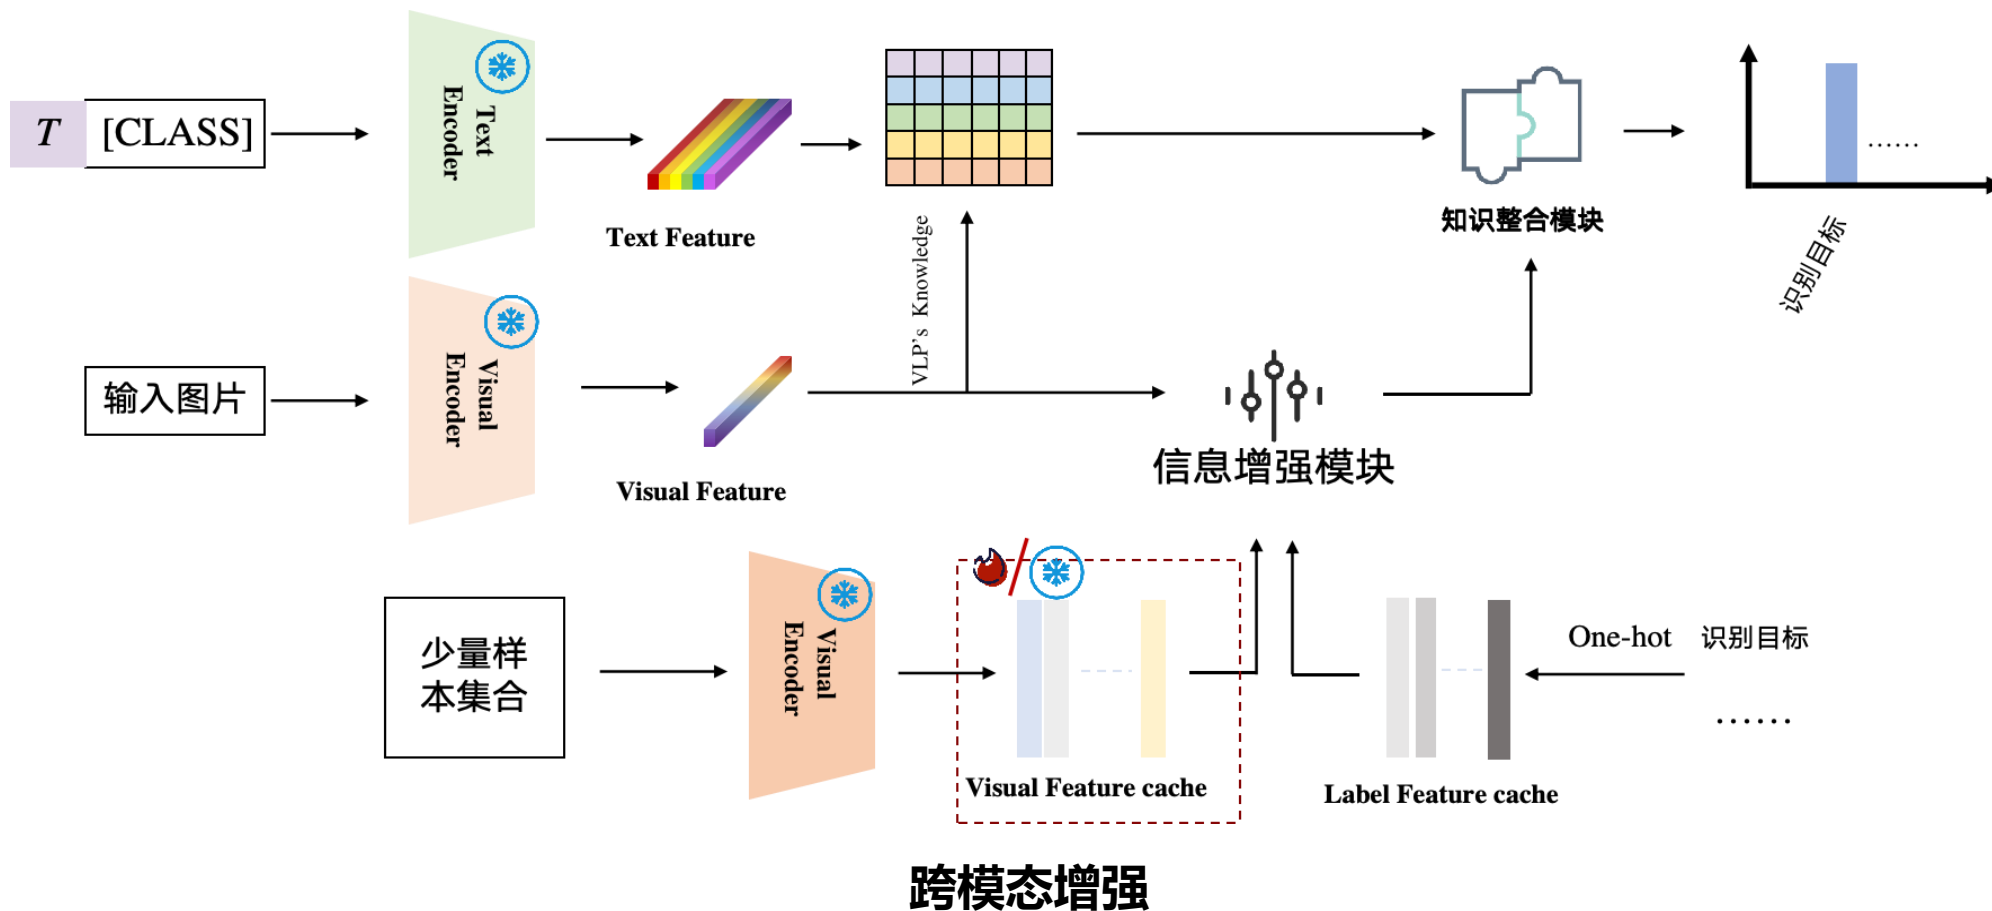 T [CLASS]
Text
Encoder
Text Feature
VLP's Knowledge
知识整合模块
……
识别目标
输入图片
Visual
Encoder
Visual Feature
信息增强模块
少量样
本集合
Visual
Encoder
Visual Feature cache
Label Feature cache
One-hot 识别目标
……
跨模态增强